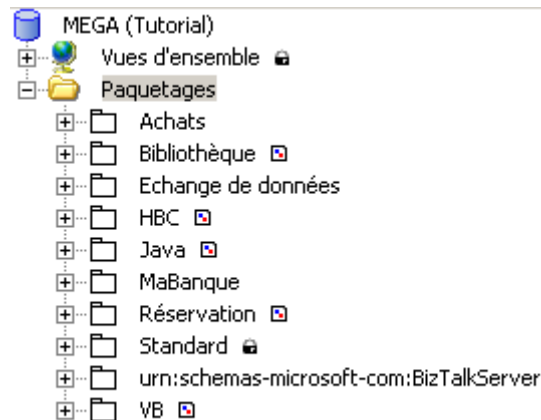 MEGA (Tutorial)
Vues d'ensemble
Paquetages
Achats
Bibliothèque
Echange de données
HBC
Java
MaBanque
Réservation
Standard
urn:schemas-microsoft-com:BizTalkServer
VB